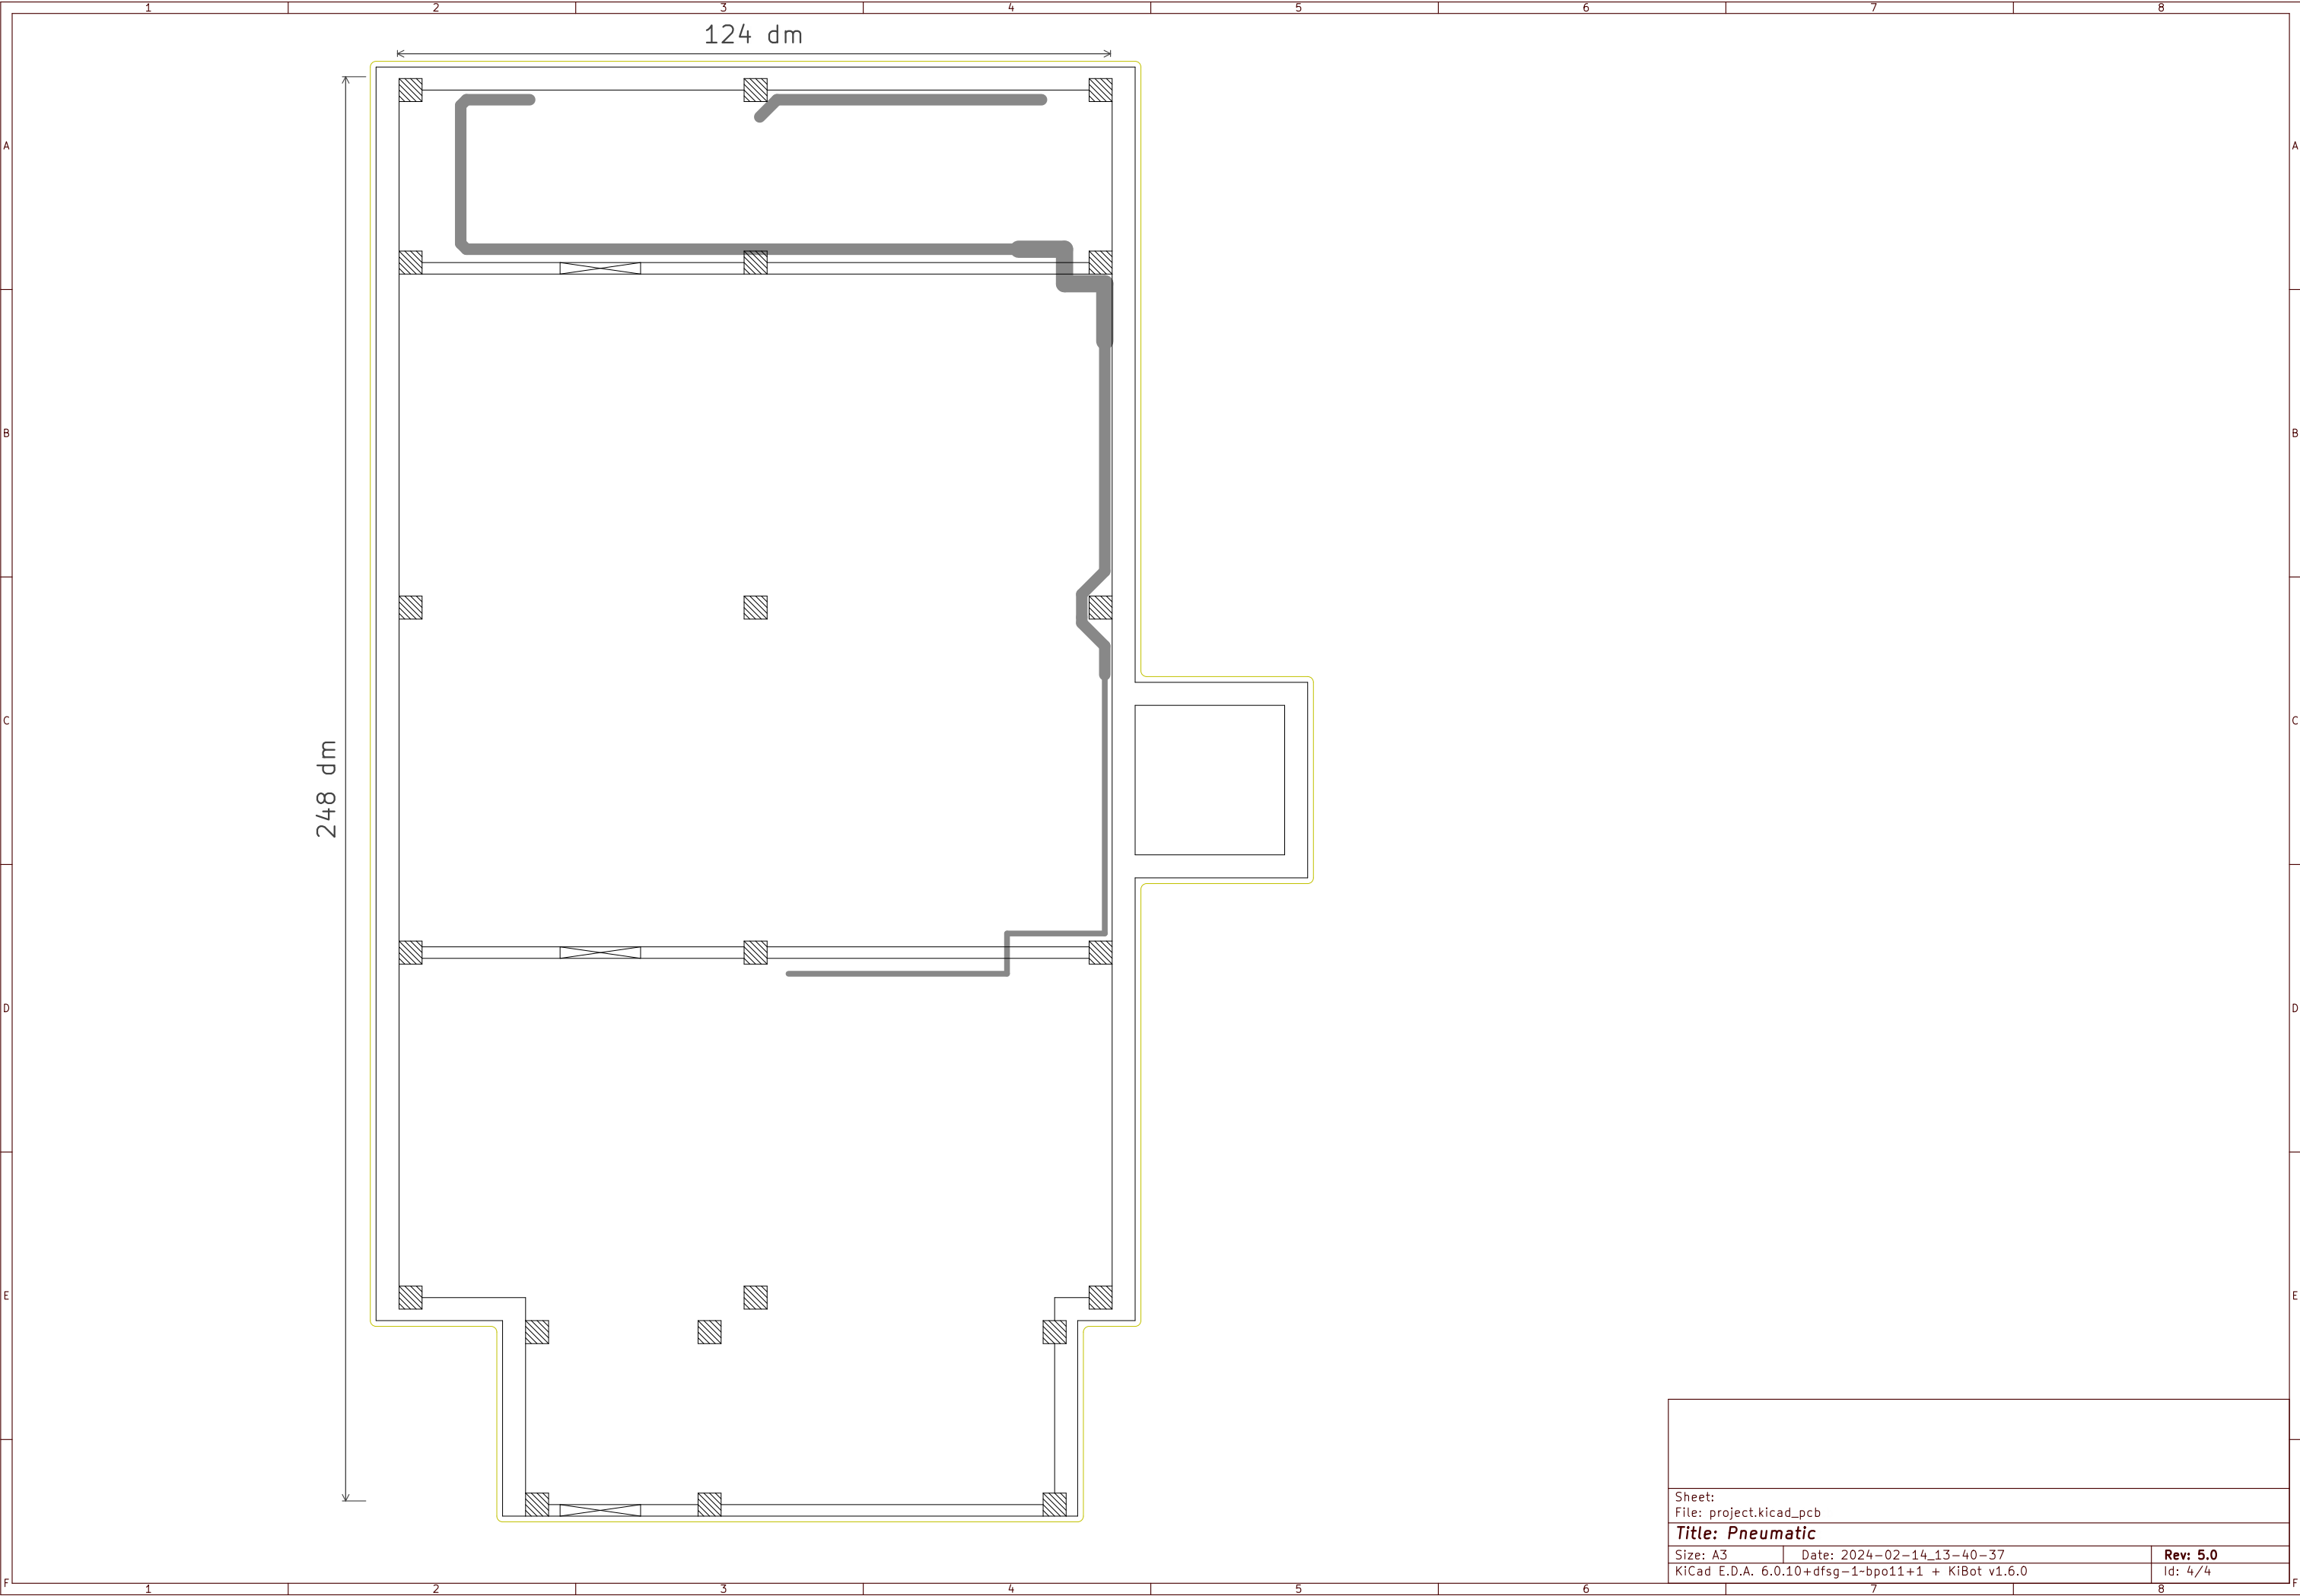 1 2 3 4 5 6 7 8
124 dm
A A
B B
248 dm
C C
D D
E E
Sheet:
File: project.kicad_pcb
Title: Pneumatic
Size: A3 Date: 2024-02-14_13-40-37 Rev: 5.0
KiCad E.D.A. 6.0.10+dfsg-1~bpo11+1 + KiBot v1.6.0 Id: 4/4
F F
1 2 3 4 5 6 7 8